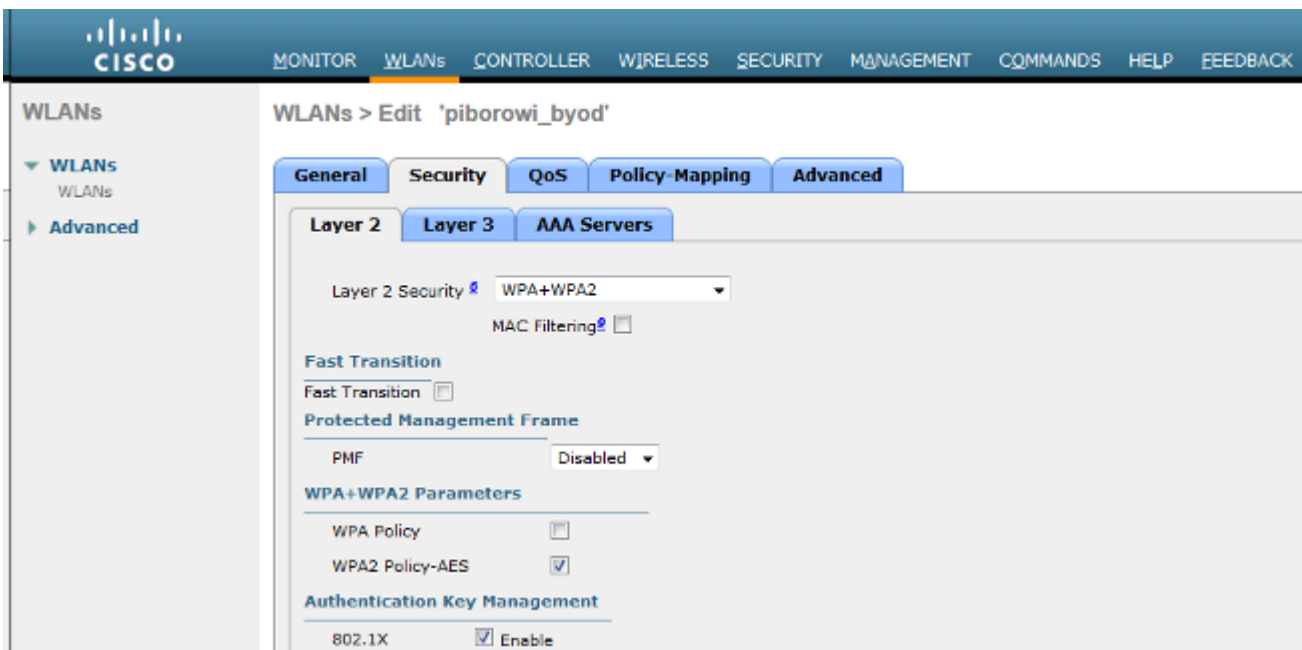 CISCO
MONITOR WLANs CONTROLLER WIRELESS SECURITY MANAGEMENT COMMANDS HELP FEEDBACK
WLANs
WLANs > Edit 'piborowi_byod'
WLANs
WLANs
Advanced
General Security QoS Policy-Mapping Advanced
Layer 2 Layer 3 AAA Servers
Layer 2 Security 6 WPA+WPA2
MAC Filtering 9
Fast Transition
Fast Transition
Protected Management Frame
PMF Disabled
WPA+WPA2 Parameters
WPA Policy
WPA2 Policy-AES
Authentication Key Management
802.1X Enable